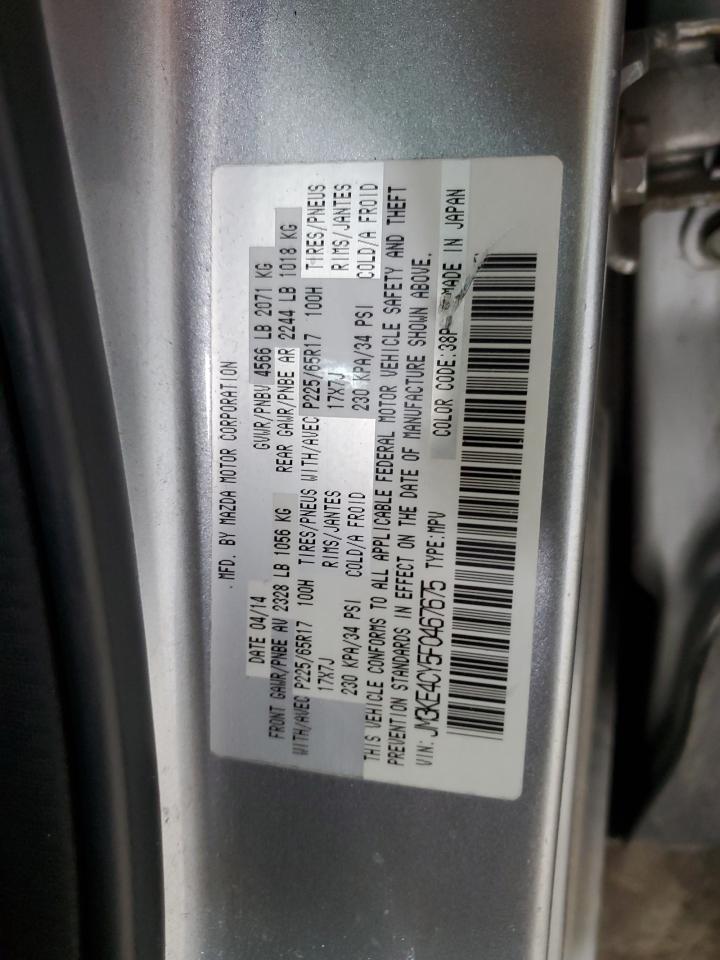 MFD. BY MAZDA MOTOR CORPORATION
DATE 04/14 GVWR/PNBV 4566 LB 2071 KG
FRONT GAWR/PNBE AV 2328 LB 1056 KG REAR GAWR/PNBE AR 2244 LB 1018 KG
WITH/AVEC P225/65R17 100H TIRES/PNEUS WITH/AVEC P225/65R17 100H TIRES/PNEUS
17X7J RIMS/JANTES 17X7J RIMS/JANTES
230 KPA/34 PSI COLD/A FROID 230 KPA/34 PSI COLD/A FROID
THIS VEHICLE CONFORMS TO ALL APPLICABLE FEDERAL MOTOR VEHICLE SAFETY AND THEFT
PREVENTION STANDARDS IN EFFECT ON THE DATE OF MANUFACTURE SHOWN ABOVE.
VIN: JM3KE4CY5F0467675 TYPE:MPV COLOR CODE:38P MADE IN JAPAN